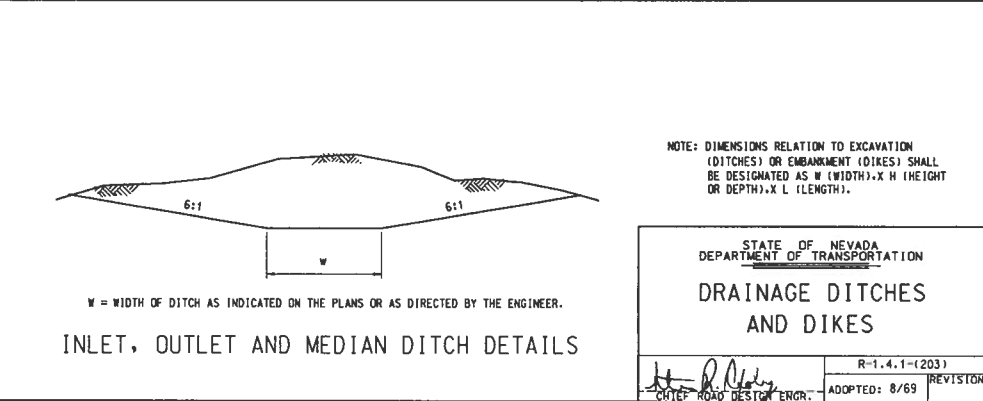 NOTE: DIMENSIONS RELATION TO EXCAVATION
(DITCHES) OR EMBANKMENT (DIKES) SHALL
BE DESIGNATED AS W (WIDTH).X H (HEIGHT
OR DEPTH).X L (LENGTH).
6:1
6:1
W
W = WIDTH OF DITCH AS INDICATED ON THE PLANS OR AS DIRECTED BY THE ENGINEER.
INLET, OUTLET AND MEDIAN DITCH DETAILS
STATE OF NEVADA
DEPARTMENT OF TRANSPORTATION
DRAINAGE DITCHES
AND DIKES
CHIEF ROAD DESIGN ENGR.
R-1.4.1-(203)
ADOPTED: 8/69
REVISION